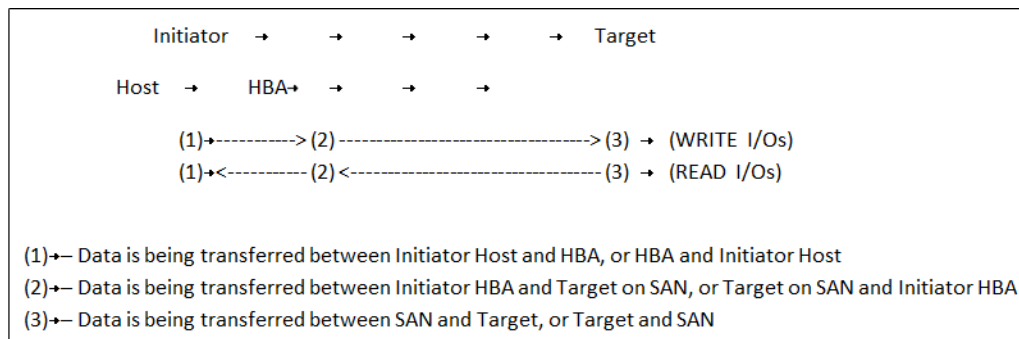 Initiator → → → → → Target
Host → HBA→ → → →
(1)→----------->(2)----------------------------------->(3) → (WRITE I/Os)
(1)→<-----------(2)<-----------------------------------(3) → (READ I/Os)
(1)→– Data is being transferred between Initiator Host and HBA, or HBA and Initiator Host
(2)→– Data is being transferred between Initiator HBA and Target on SAN, or Target on SAN and Initiator HBA
(3)→– Data is being transferred between SAN and Target, or Target and SAN